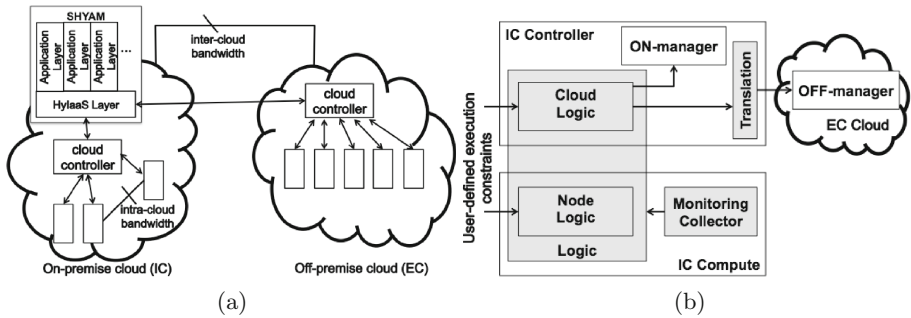 SHYAM
Application
Layer
Application
Layer
Application
Layer
...
HyIaaS Layer
inter-cloud
bandwidth
cloud
controller
cloud
controller
intra-cloud
bandwidth
On-premise cloud (IC)
Off-premise cloud (EC)
(a)
IC Controller
ON-manager
Cloud
Logic
Translation
OFF-manager
EC Cloud
User-defined execution
constraints
Node
Logic
Monitoring
Collector
Logic
IC Compute
(b)